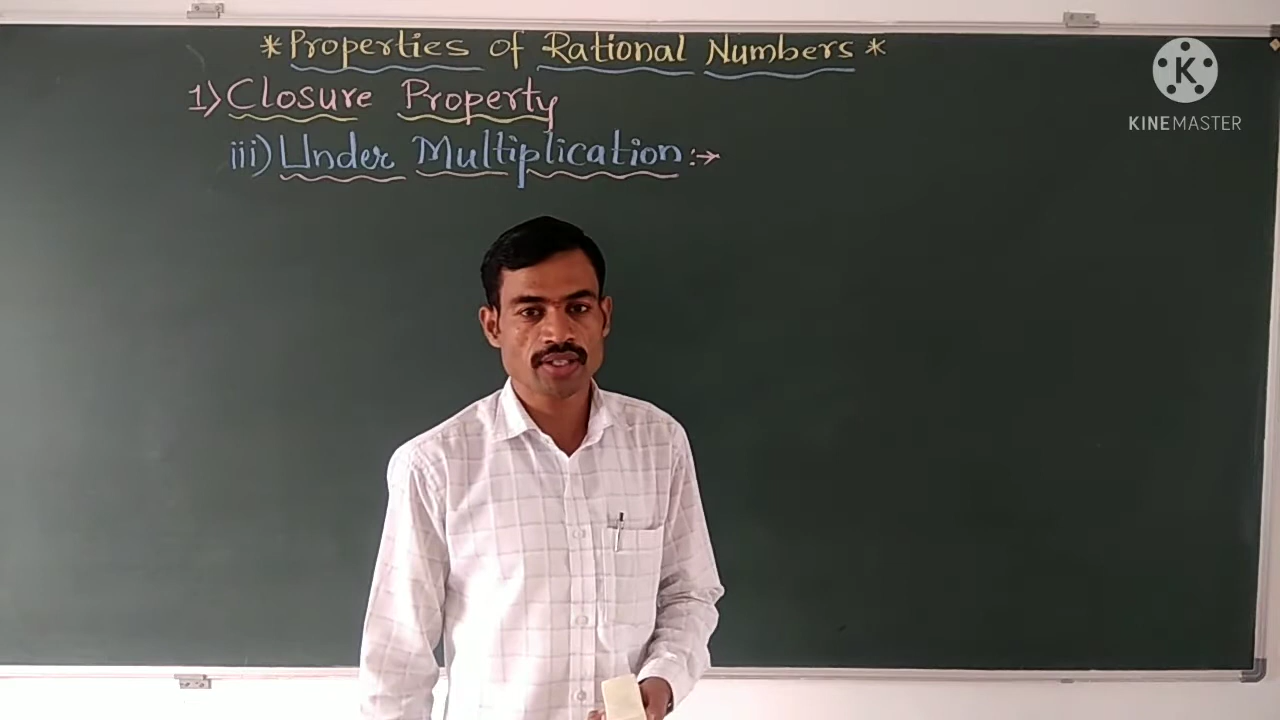 * Properties of Rational Numbers *
1) Closure Property
iii) Under Multiplication :→
K
KINEMASTER